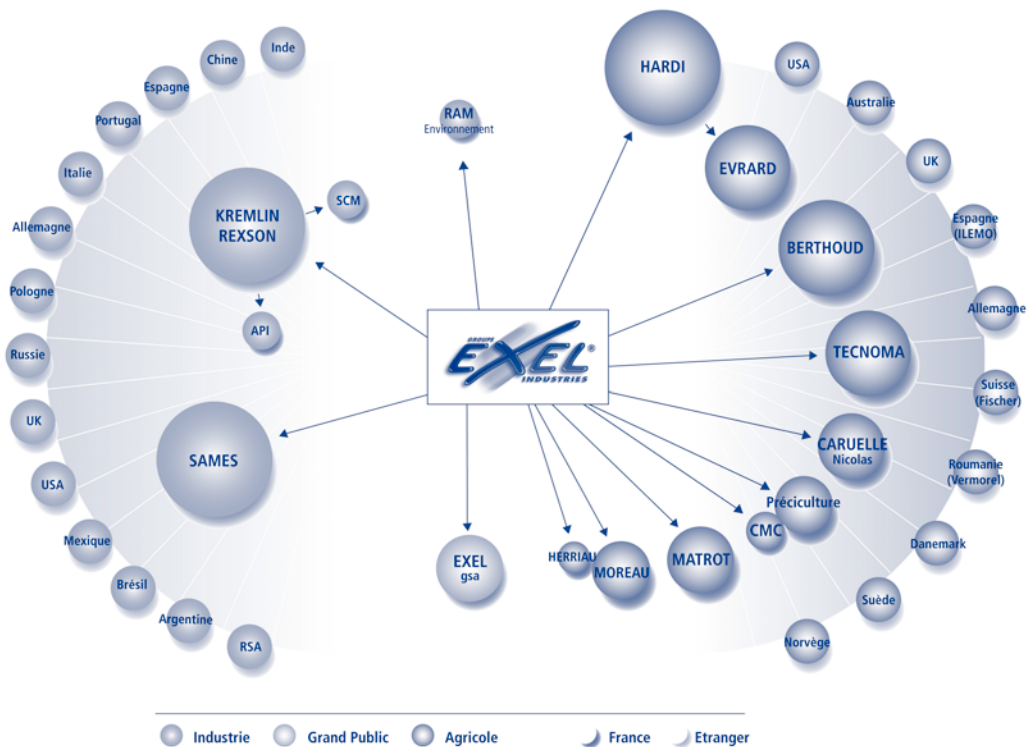 Inde
Chine
Espagne
Portugal
Italie
Allemagne
Pologne
Russie
UK
USA
Mexique
Brésil
Argentine
RSA
KREMLIN
REXSON
SCM
API
SAMES
RAM
Environnement
GROUPE
EXEL®
INDUSTRIES
EXEL
gsa
HERRIAU
MOREAU
MATROT
CMC
Préciculture
CARUELLE
Nicolas
TECNOMA
BERTHOUD
EVRARD
HARDI
USA
Australie
UK
Espagne
(ILEMO)
Allemagne
Suisse
(Fischer)
Roumanie
(Vermorel)
Danemark
Suède
Norvège
Industrie
Grand Public
Agricole
France
Etranger